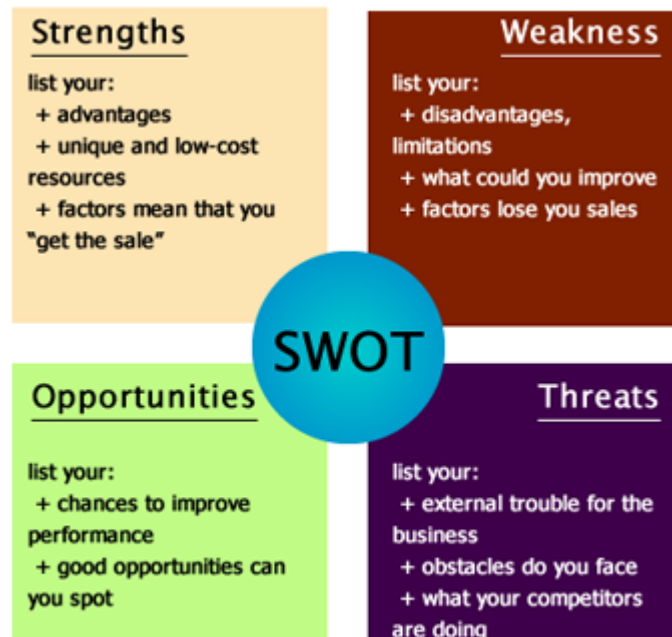 Strengths
list your:
+ advantages
+ unique and low-cost
resources
+ factors mean that you
"get the sale"
Weakness
list your:
+ disadvantages,
limitations
+ what could you improve
+ factors lose you sales
SWOT
Opportunities
list your:
+ chances to improve
performance
+ good opportunities can
you spot
Threats
list your:
+ external trouble for the
business
+ obstacles do you face
+ what your competitors
are doing